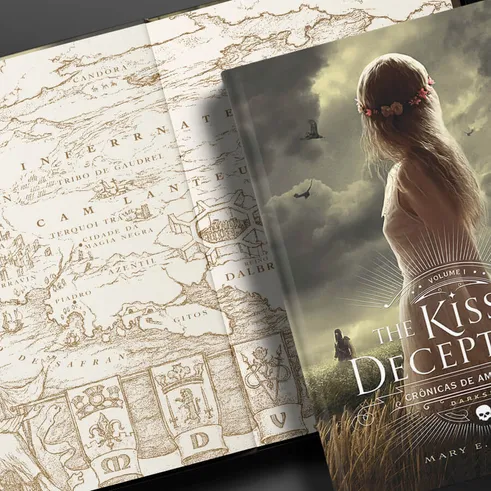 CANDORA
INFERNATE
TRIBO DE GAUDREL
CAM LANTEU
TERQUOI TRA
CIDADE DA
MAGIA NEGRA
DALBR
AZENTIL
PIADRO
GITOS
DE SAFRAN
M D V
VOLUME I
THE KISS
DECEPT
CRÔNICAS DE AM
DARKS
MARY E.